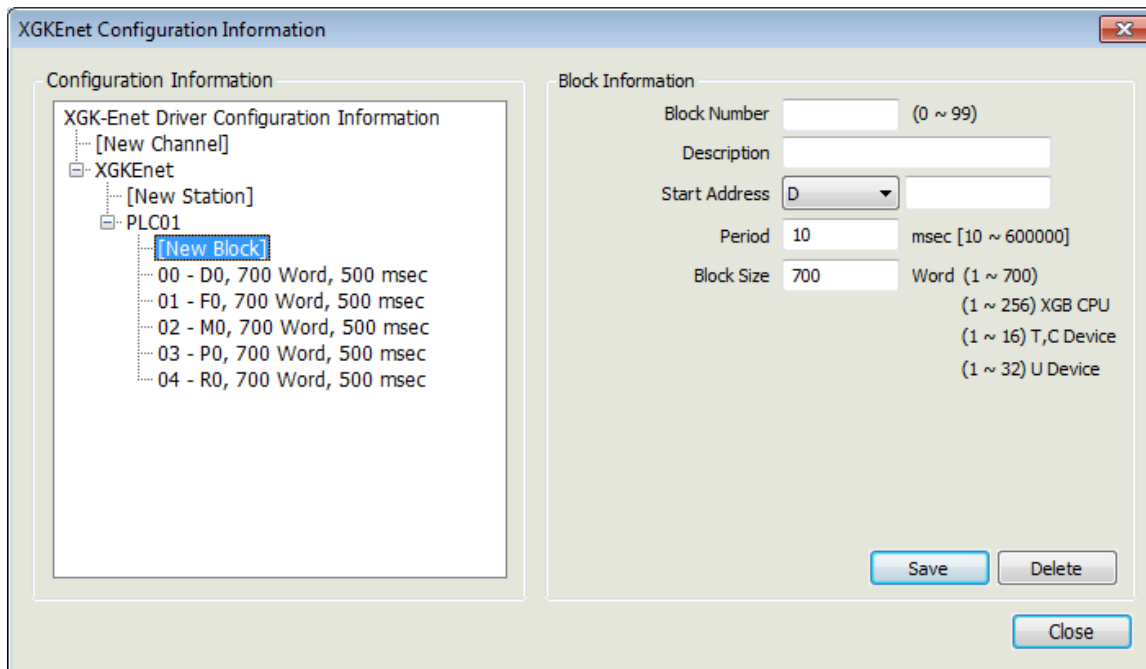 XGKEnet Configuration Information
Configuration Information
XGK-Enet Driver Configuration Information
[New Channel]
XGKEnet
[New Station]
PLC01
[New Block]
00 - D0, 700 Word, 500 msec
01 - F0, 700 Word, 500 msec
02 - M0, 700 Word, 500 msec
03 - P0, 700 Word, 500 msec
04 - R0, 700 Word, 500 msec
Block Information
Block Number (0 ~ 99)
Description
Start Address D
Period 10 msec [10 ~ 600000]
Block Size 700 Word (1 ~ 700)
(1 ~ 256) XGB CPU
(1 ~ 16) T,C Device
(1 ~ 32) U Device
Save Delete
Close